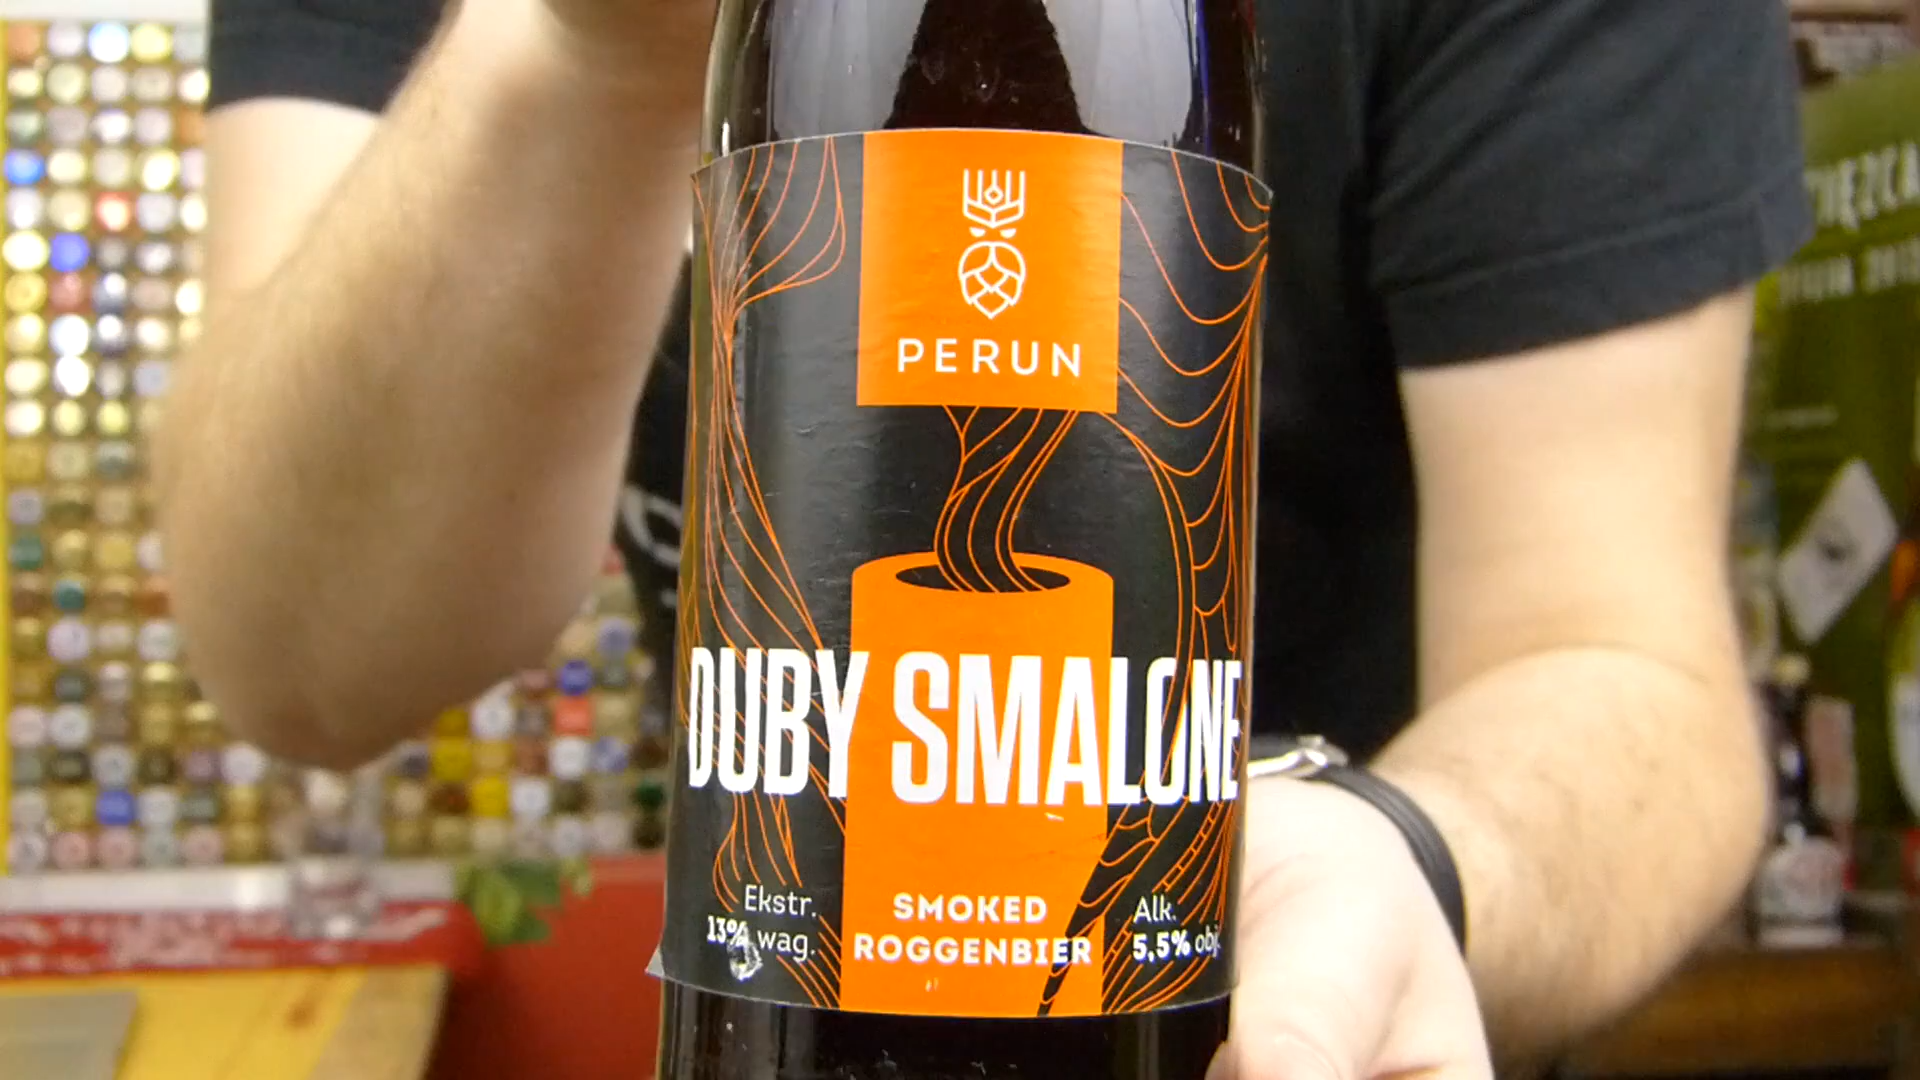 PERUN
DUBY SMALONE
Ekstr.
13% wag.
SMOKED
ROGGENBIER
Alk.
5,5% obj.